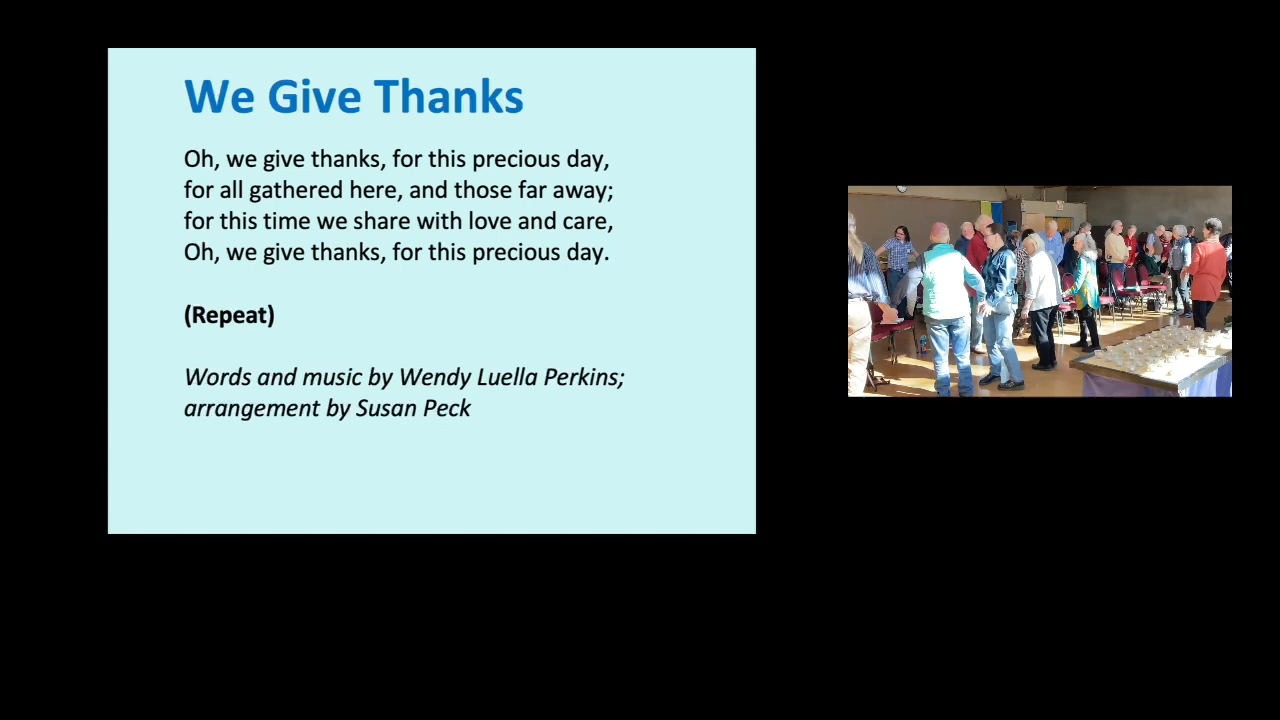 We Give Thanks
Oh, we give thanks, for this precious day,
for all gathered here, and those far away;
for this time we share with love and care,
Oh, we give thanks, for this precious day.
(Repeat)
Words and music by Wendy Luella Perkins;
arrangement by Susan Peck